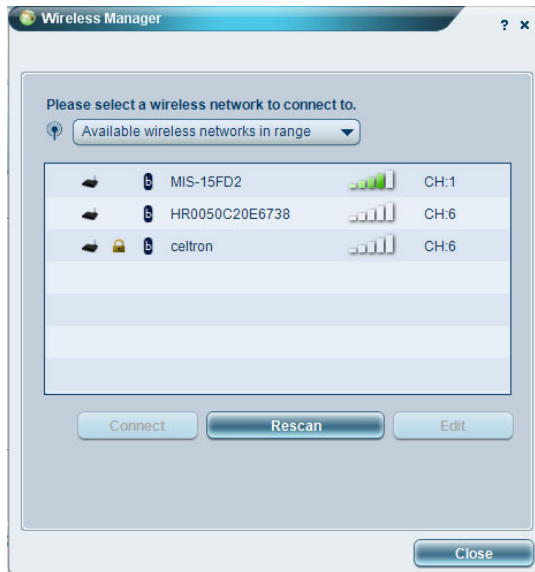 Wireless Manager
? x
Please select a wireless network to connect to.
Available wireless networks in range
b MIS-15FD2 CH:1
b HR0050C20E6738 CH:6
b celtron CH:6
Connect Rescan Edit
Close